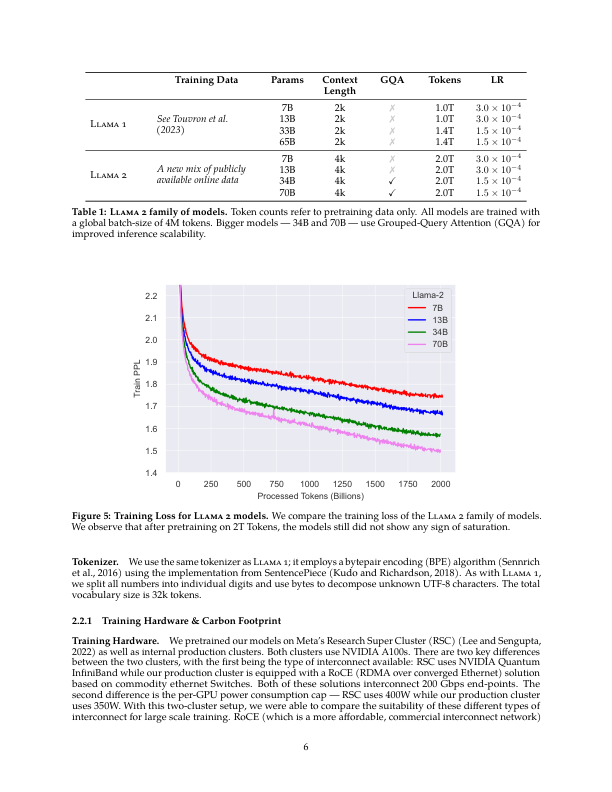 Training Data Params Context Length GQA Tokens LR
LLAMA 1 See Touvron et al. (2023)
7B 2k ✗ 1.0T 3.0 × 10⁻⁴
13B 2k ✗ 1.0T 3.0 × 10⁻⁴
33B 2k ✗ 1.4T 1.5 × 10⁻⁴
65B 2k ✗ 1.4T 1.5 × 10⁻⁴
LLAMA 2 A new mix of publicly available online data
7B 4k ✗ 2.0T 3.0 × 10⁻⁴
13B 4k ✗ 2.0T 3.0 × 10⁻⁴
34B 4k ✓ 2.0T 1.5 × 10⁻⁴
70B 4k ✓ 2.0T 1.5 × 10⁻⁴
Table 1: LLAMA 2 family of models. Token counts refer to pretraining data only. All models are trained with
a global batch-size of 4M tokens. Bigger models — 34B and 70B — use Grouped-Query Attention (GQA) for
improved inference scalability.
Llama-2
7B
13B
34B
70B
Train PPL
2.2
2.1
2.0
1.9
1.8
1.7
1.6
1.5
1.4
0 250 500 750 1000 1250 1500 1750 2000
Processed Tokens (Billions)
Figure 5: Training Loss for LLAMA 2 models. We compare the training loss of the LLAMA 2 family of models.
We observe that after pretraining on 2T Tokens, the models still did not show any sign of saturation.
Tokenizer. We use the same tokenizer as LLAMA 1; it employs a bytepair encoding (BPE) algorithm (Sennrich
et al., 2016) using the implementation from SentencePiece (Kudo and Richardson, 2018). As with LLAMA 1,
we split all numbers into individual digits and use bytes to decompose unknown UTF-8 characters. The total
vocabulary size is 32k tokens.
2.2.1 Training Hardware & Carbon Footprint
Training Hardware. We pretrained our models on Meta's Research Super Cluster (RSC) (Lee and Sengupta,
2022) as well as internal production clusters. Both clusters use NVIDIA A100s. There are two key differences
between the two clusters, with the first being the type of interconnect available: RSC uses NVIDIA Quantum
InfiniBand while our production cluster is equipped with a RoCE (RDMA over converged Ethernet) solution
based on commodity ethernet Switches. Both of these solutions interconnect 200 Gbps end-points. The
second difference is the per-GPU power consumption cap — RSC uses 400W while our production cluster
uses 350W. With this two-cluster setup, we were able to compare the suitability of these different types of
interconnect for large scale training. RoCE (which is a more affordable, commercial interconnect network)
6